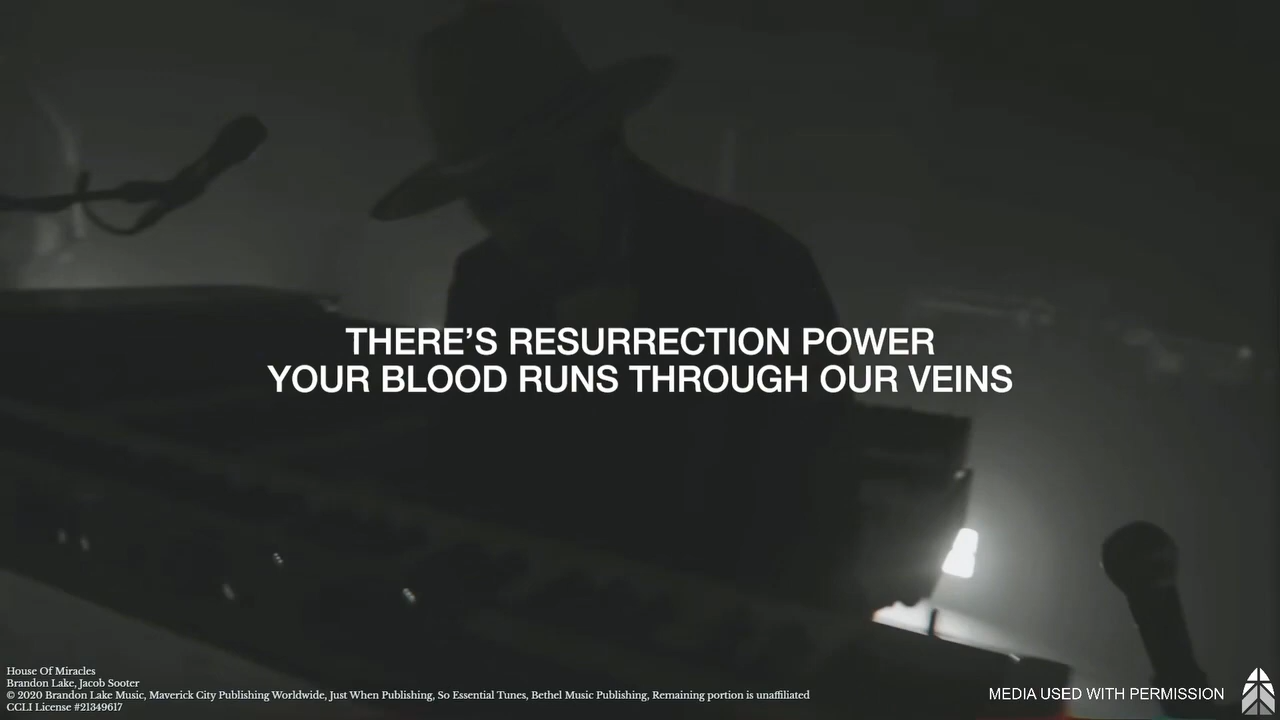 THERE’S RESURRECTION POWER
YOUR BLOOD RUNS THROUGH OUR VEINS
House Of Miracles
Brandon Lake, Jacob Sooter
© 2020 Brandon Lake Music, Maverick City Publishing Worldwide, Just When Publishing, So Essential Tunes, Bethel Music Publishing, Remaining portion is unaffiliated
CCLI License #21349617
MEDIA USED WITH PERMISSION